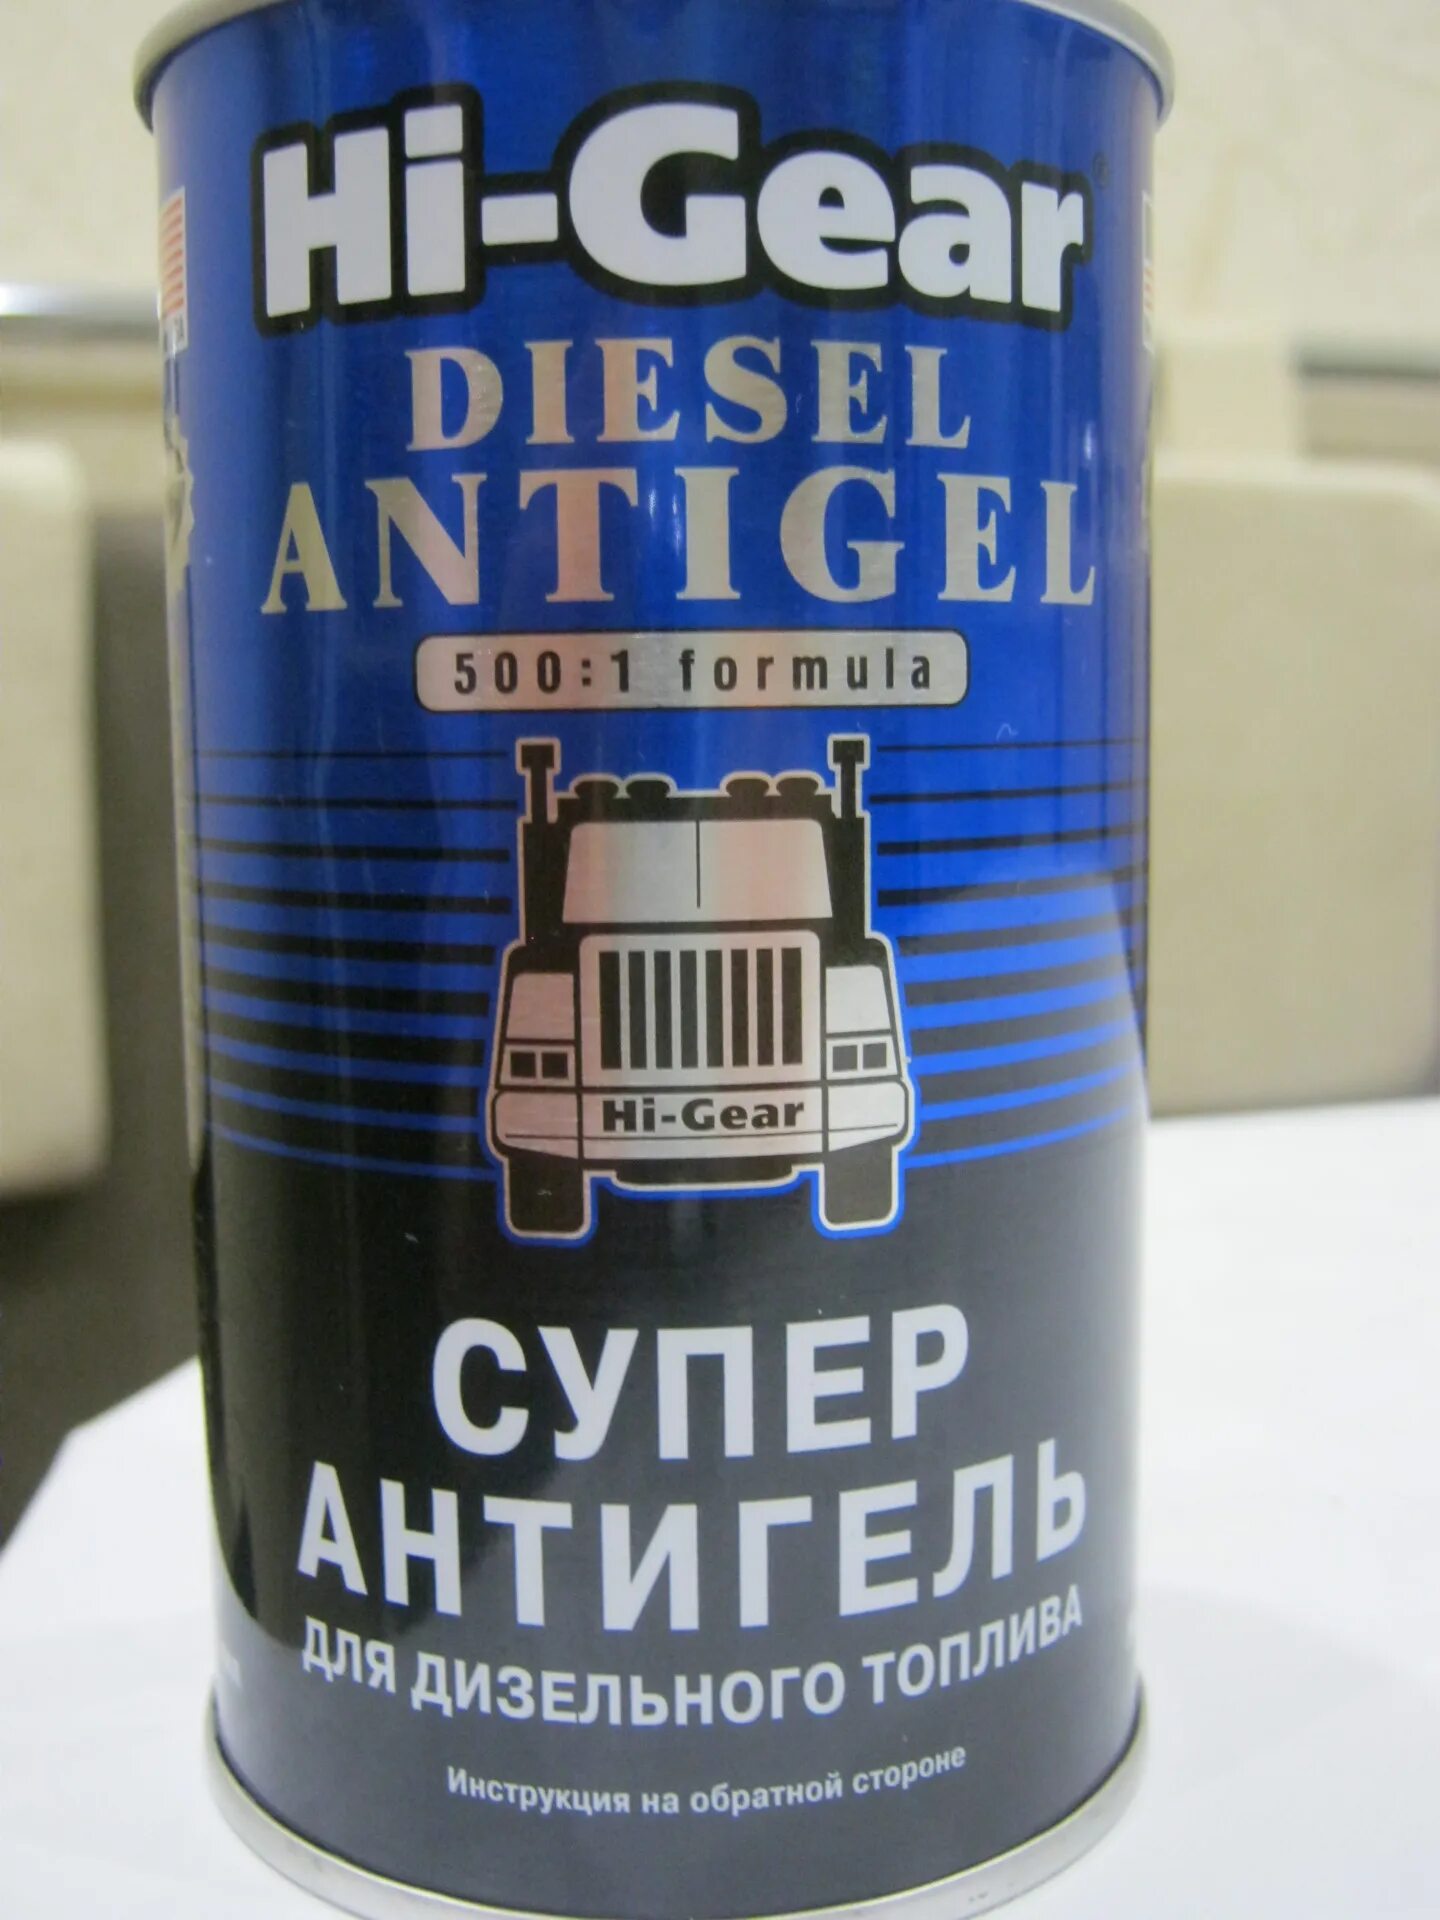 Hi-Gear®
DIESEL
ANTIGEL
500:1 formula
Hi-Gear
СУПЕР
АНТИГЕЛЬ
ДЛЯ ДИЗЕЛЬНОГО ТОПЛИВА
Инструкция на обратной стороне